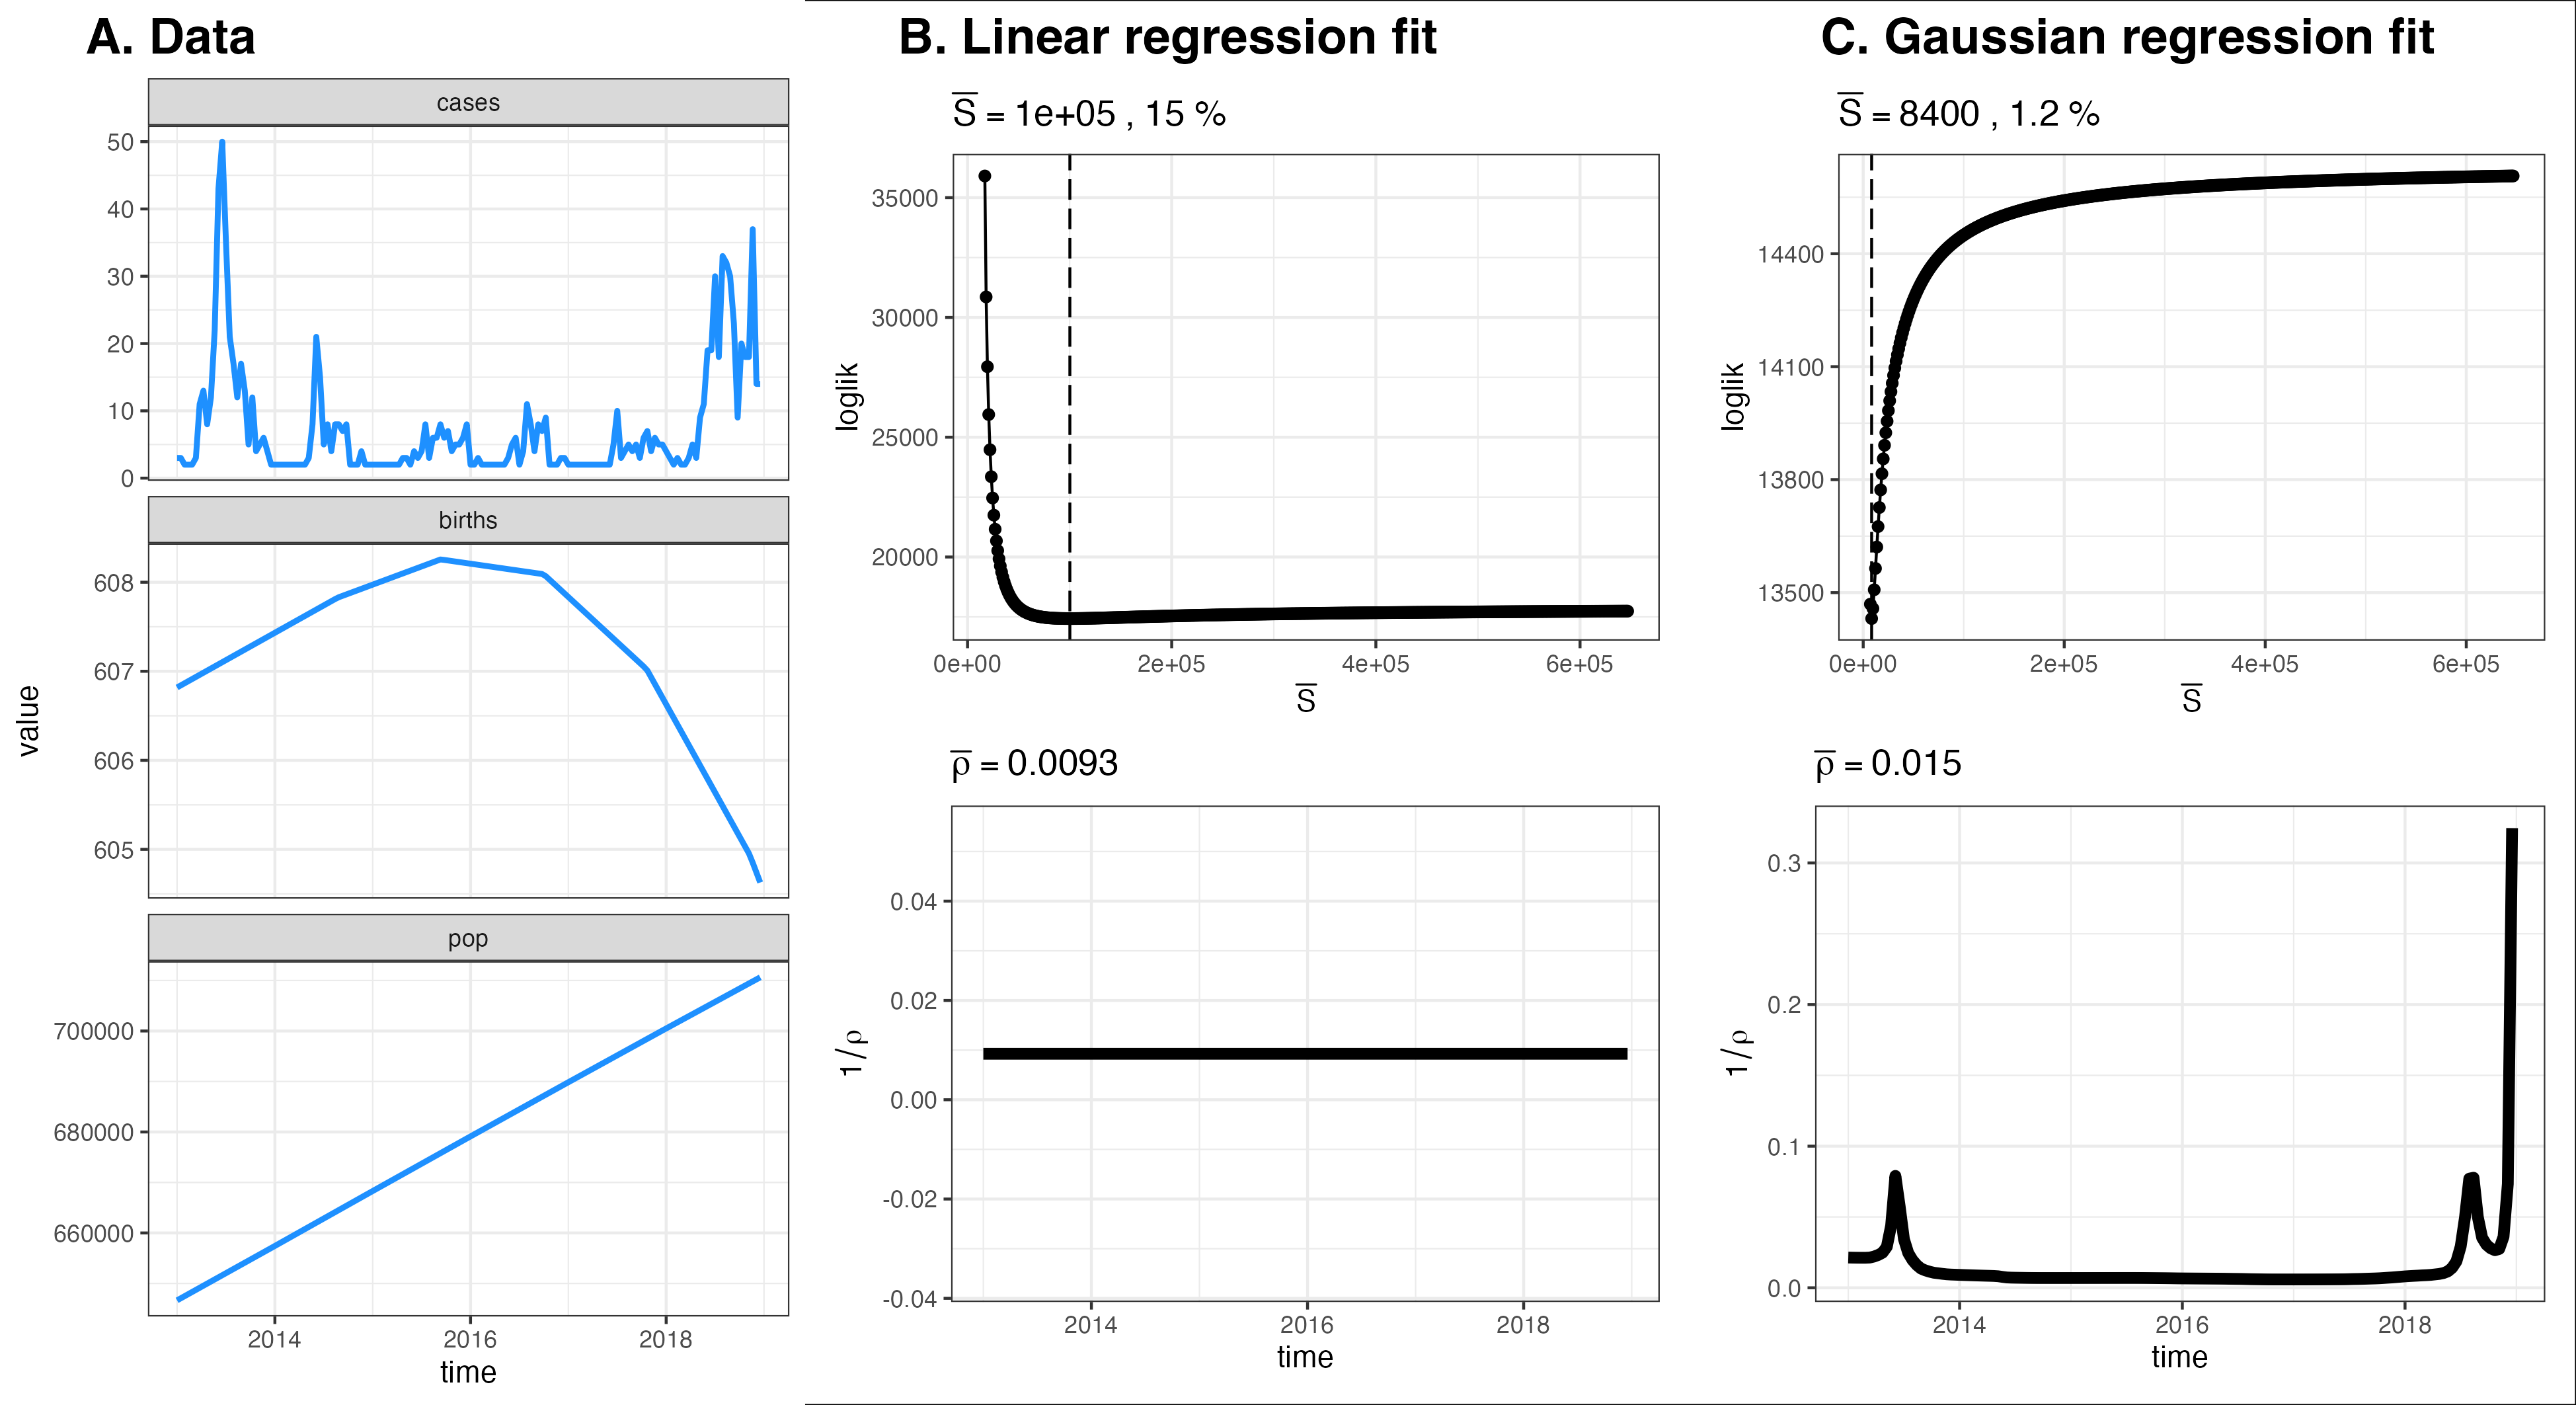 A. Data
cases
50
40
30
20
10
0
births
608
607
606
605
pop
700000
680000
660000
2014 2016 2018
time
value
B. Linear regression fit
S̅ = 1e+05 , 15 %
35000
30000
25000
20000
loglik
0e+00 2e+05 4e+05 6e+05
S̅
ρ̅ = 0.0093
0.04
0.02
0.00
-0.02
-0.04
1/ρ
2014 2016 2018
time
C. Gaussian regression fit
S̅ = 8400 , 1.2 %
14400
14100
13800
13500
loglik
0e+00 2e+05 4e+05 6e+05
S̅
ρ̅ = 0.015
0.3
0.2
0.1
0.0
1/ρ
2014 2016 2018
time